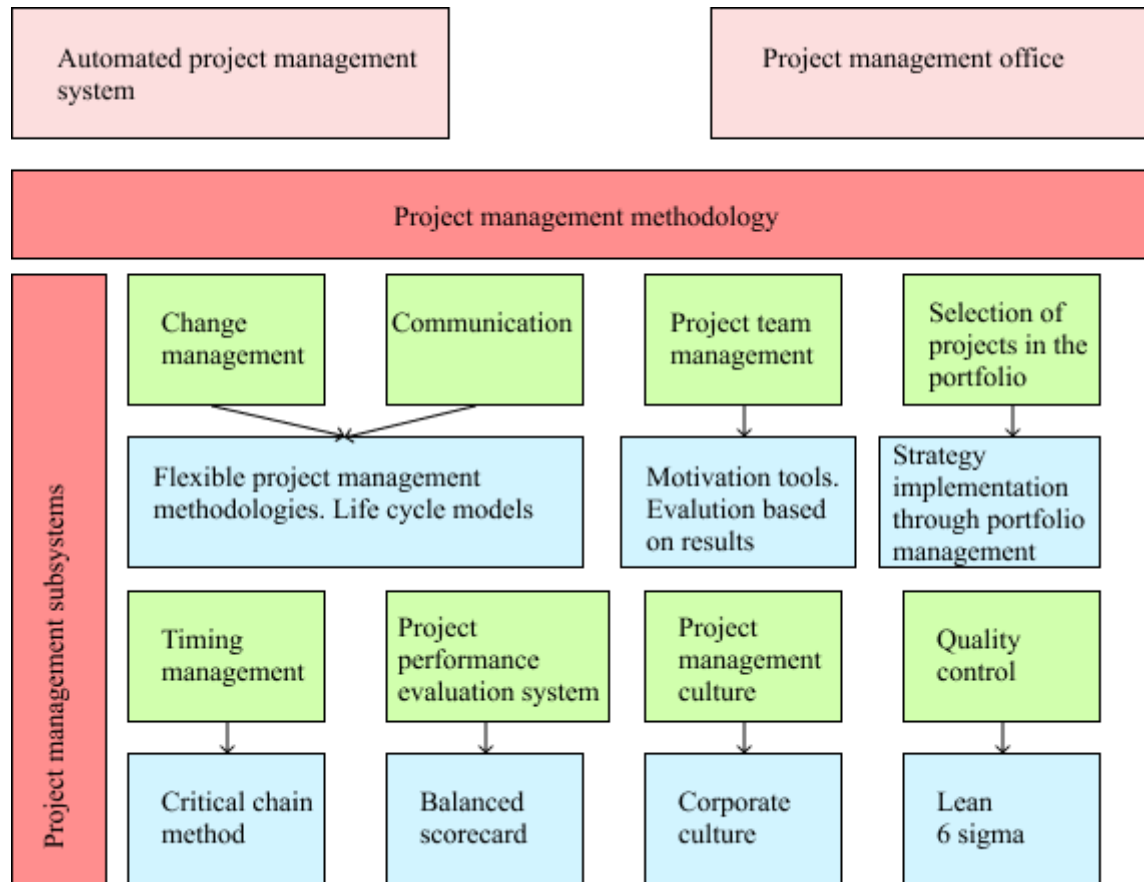 Automated project management
system
Project management office
Project management methodology
Project management subsystems
Change
management
Communication
Project team
management
Selection of
projects in the
portfolio
Flexible project management
methodologies. Life cycle models
Motivation tools.
Evalution based
on results
Strategy
implementation
through portfolio
management
Timing
management
Project
performance
evaluation system
Project
management
culture
Quality
control
Critical chain
method
Balanced
scorecard
Corporate
culture
Lean
6 sigma